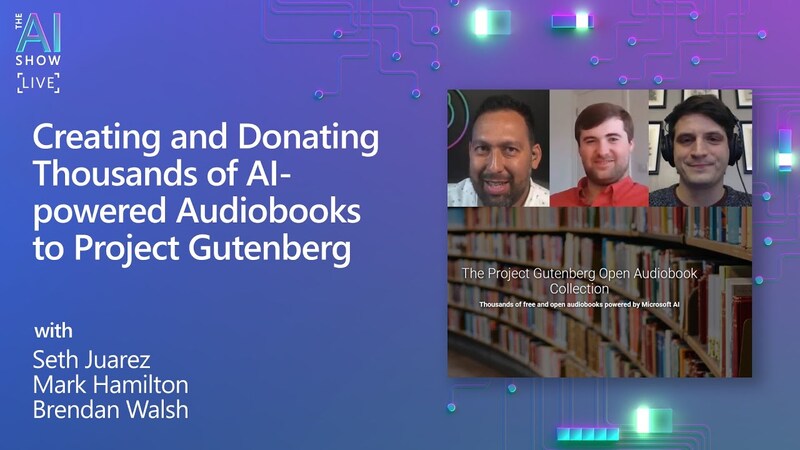 THE
AI
SHOW
[LIVE]
Creating and Donating
Thousands of AI-
powered Audiobooks
to Project Gutenberg
with
Seth Juarez
Mark Hamilton
Brendan Walsh
The Project Gutenberg Open Audiobook
Collection
Thousands of free and open audiobooks powered by Microsoft AI